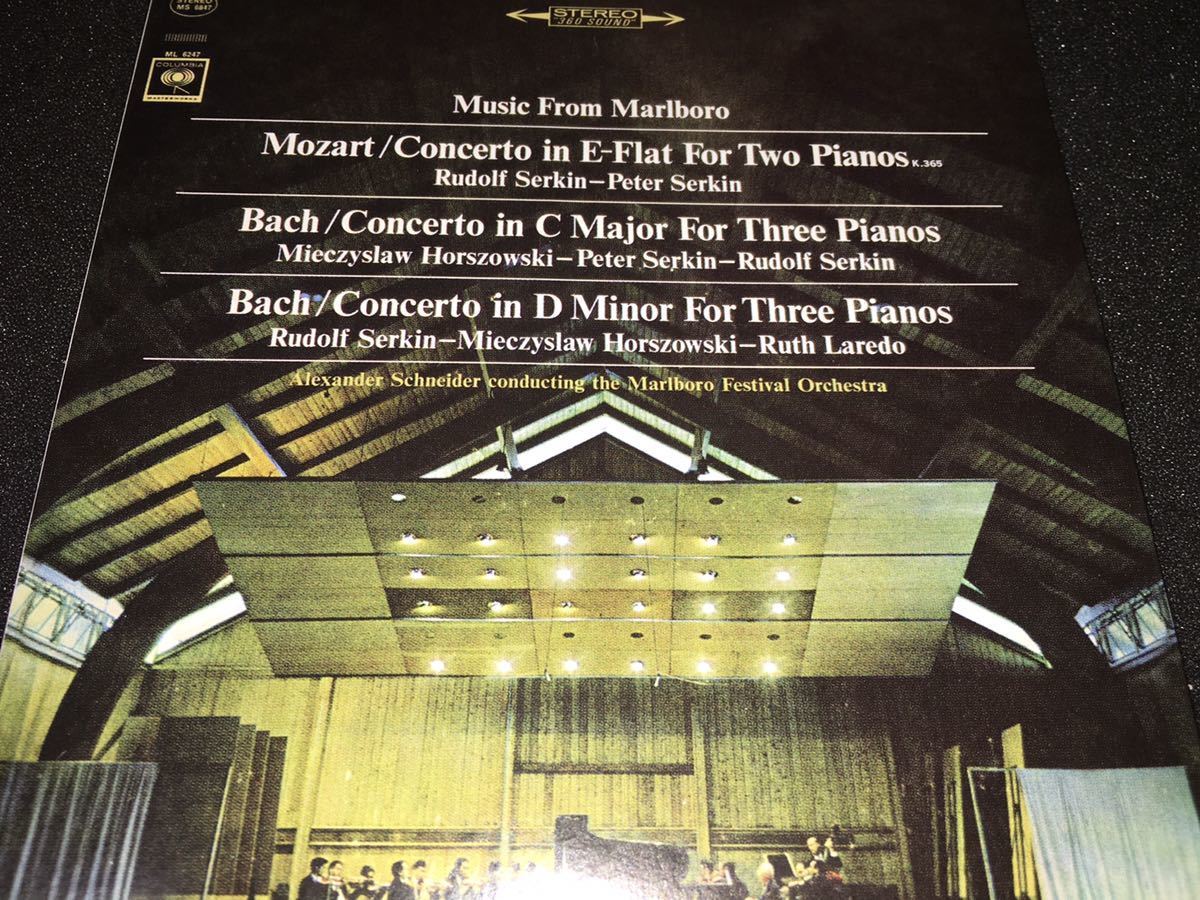 STEREO
MS 6847
STEREO
"360 SOUND"
ML 6247
COLUMBIA
MASTERWORKS
Music From Marlboro
Mozart/Concerto in E-Flat For Two Pianos K.365
Rudolf Serkin–Peter Serkin
Bach/Concerto in C Major For Three Pianos
Mieczyslaw Horszowski–Peter Serkin–Rudolf Serkin
Bach/Concerto in D Minor For Three Pianos
Rudolf Serkin–Mieczyslaw Horszowski–Ruth Laredo
Alexander Schneider conducting the Marlboro Festival Orchestra